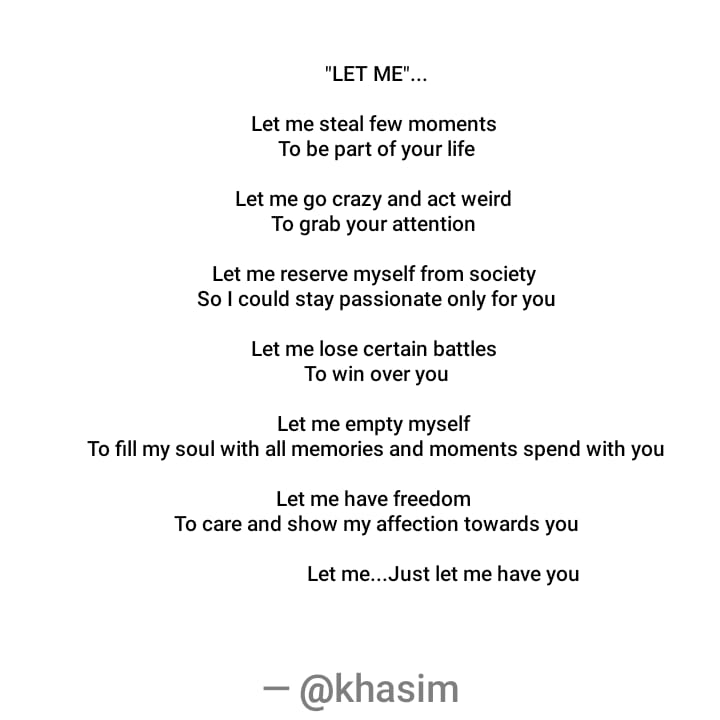 "LET ME"...
Let me steal few moments
To be part of your life
Let me go crazy and act weird
To grab your attention
Let me reserve myself from society
So I could stay passionate only for you
Let me lose certain battles
To win over you
Let me empty myself
To fill my soul with all memories and moments spend with you
Let me have freedom
To care and show my affection towards you
Let me...Just let me have you
— @khasim